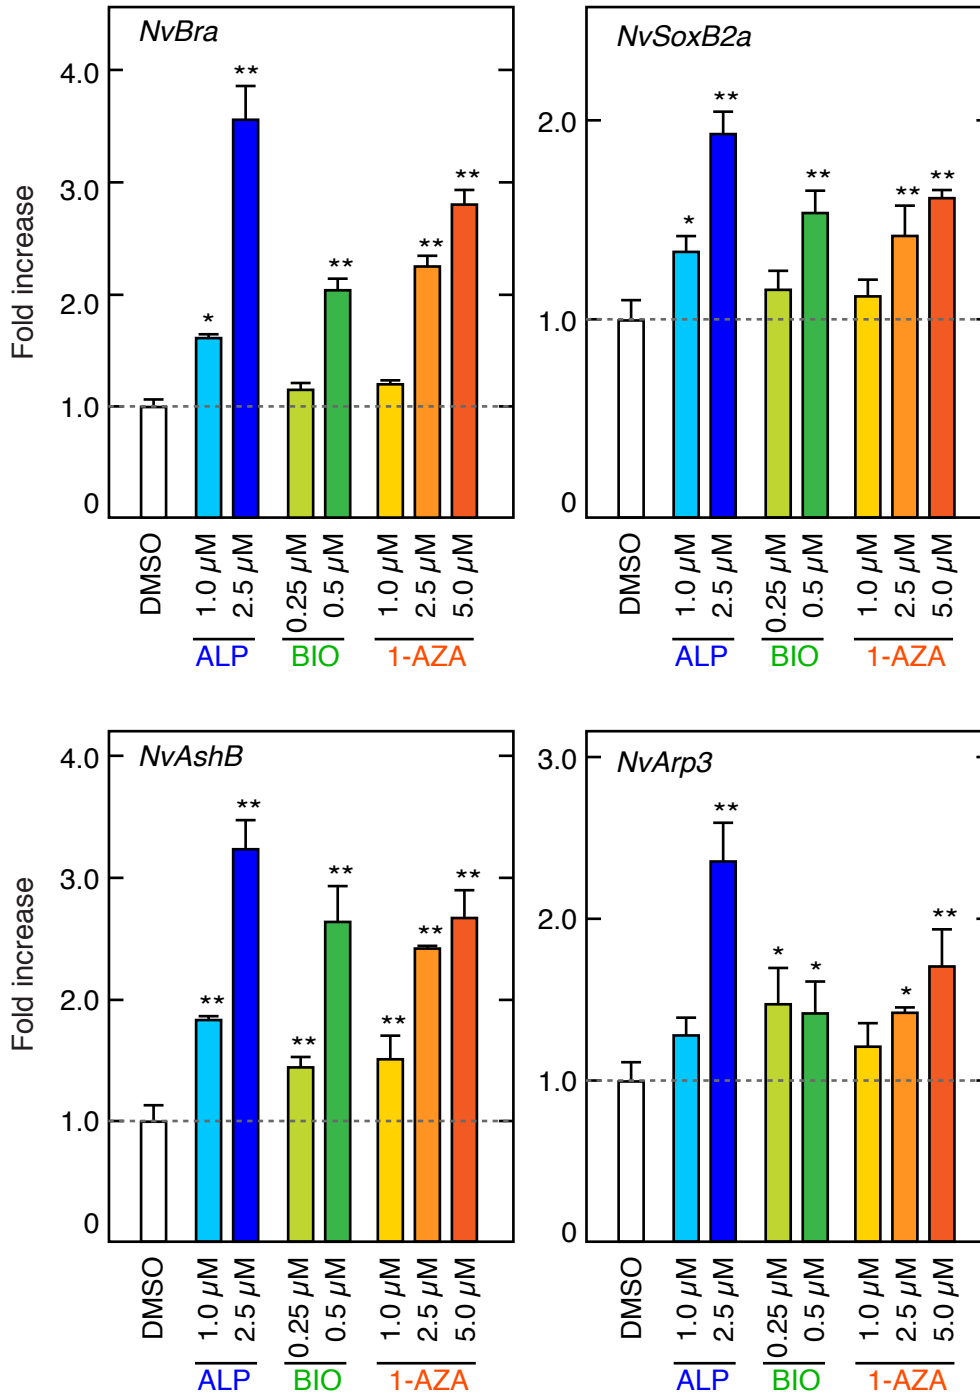 NvBra
Fold increase
4.0
3.0
2.0
1.0
0
* ** ** ** **
DMSO
1.0 µM
2.5 µM
0.25 µM
0.5 µM
1.0 µM
2.5 µM
5.0 µM
ALP BIO 1-AZA
NvSoxB2a
2.0
1.0
0
* ** ** ** **
DMSO
1.0 µM
2.5 µM
0.25 µM
0.5 µM
1.0 µM
2.5 µM
5.0 µM
ALP BIO 1-AZA
NvAshB
Fold increase
4.0
3.0
2.0
1.0
0
** ** ** ** ** ** **
DMSO
1.0 µM
2.5 µM
0.25 µM
0.5 µM
1.0 µM
2.5 µM
5.0 µM
ALP BIO 1-AZA
NvArp3
3.0
2.0
1.0
0
** * * * **
DMSO
1.0 µM
2.5 µM
0.25 µM
0.5 µM
1.0 µM
2.5 µM
5.0 µM
ALP BIO 1-AZA